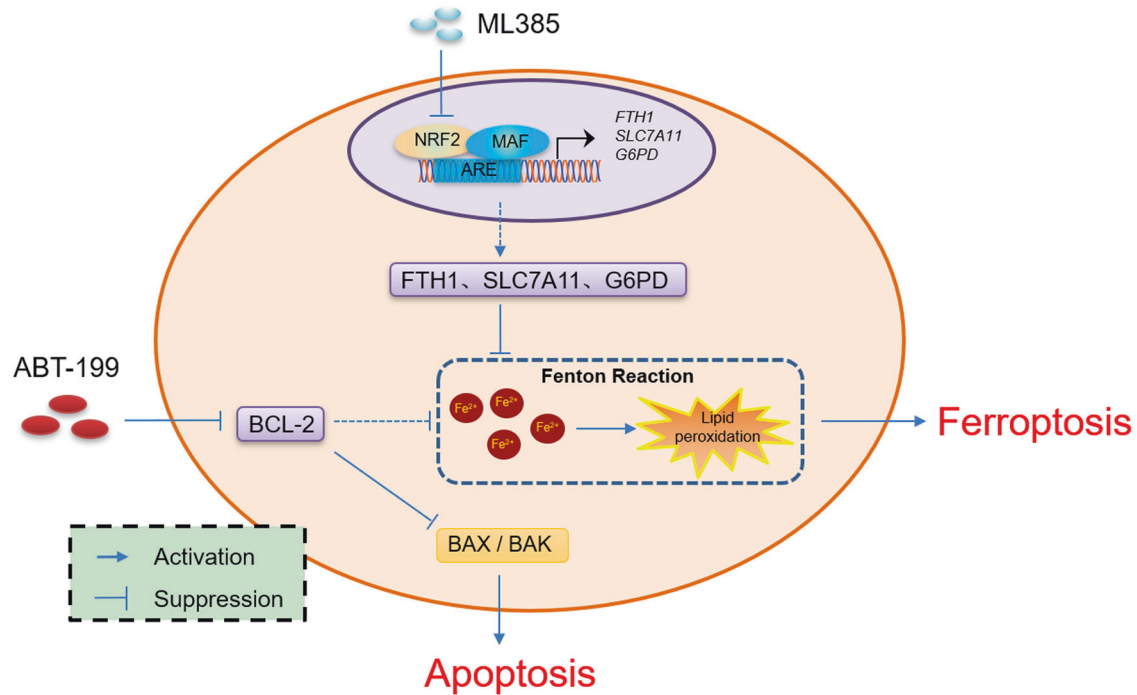 ML385
NRF2
MAF
ARE
FTH1
SLC7A11
G6PD
FTH1、SLC7A11、G6PD
ABT-199
BCL-2
Fenton Reaction
Fe²⁺
Fe²⁺
Fe²⁺
Fe²⁺
Lipid
peroxidation
Ferroptosis
BAX / BAK
Activation
Suppression
Apoptosis